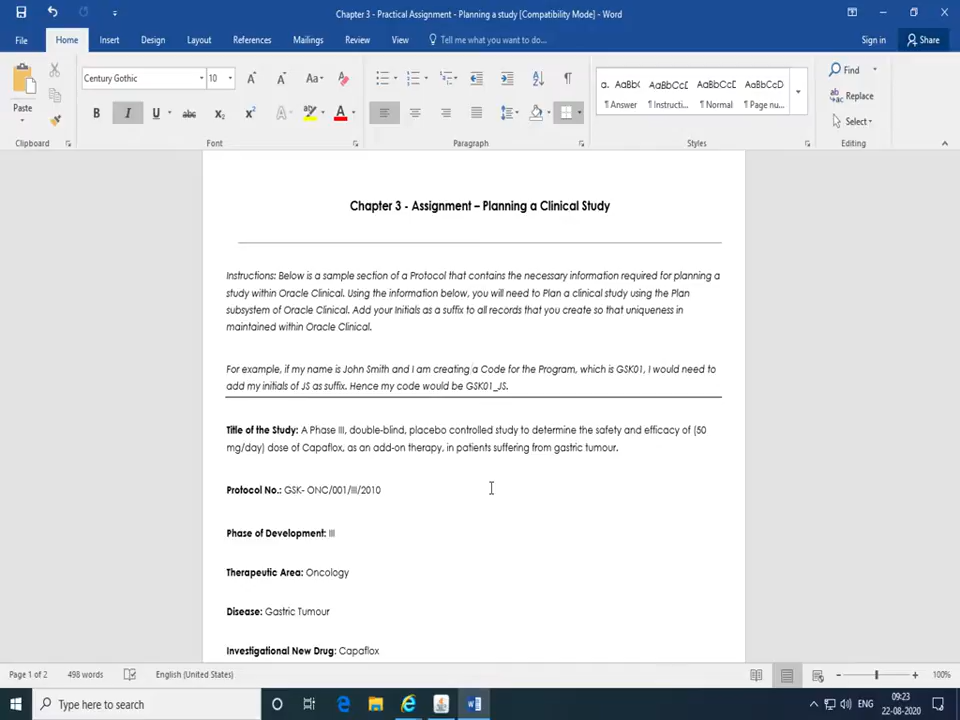 Chapter 3 - Practical Assignment - Planning a study [Compatibility Mode] - Word
File Home Insert Design Layout References Mailings Review View Tell me what you want to do... Sign in Share
Century Gothic 10 Aa AaBb( AaBbCcD AaBbCcD AaBbCcD Find
Paste B I U abc x₂ x² A A ¶ Answer ¶ Instructi... ¶ Normal ¶ Page nu... Replace
Select
Clipboard Font Paragraph Styles Editing
Chapter 3 - Assignment – Planning a Clinical Study
Instructions: Below is a sample section of a Protocol that contains the necessary information required for planning a
study within Oracle Clinical. Using the information below, you will need to Plan a clinical study using the Plan
subsystem of Oracle Clinical. Add your Initials as a suffix to all records that you create so that uniqueness in
maintained within Oracle Clinical.
For example, if my name is John Smith and I am creating a Code for the Program, which is GSK01, I would need to
add my initials of JS as suffix. Hence my code would be GSK01_JS.
Title of the Study: A Phase III, double-blind, placebo controlled study to determine the safety and efficacy of (50
mg/day) dose of Capaflox, as an add-on therapy, in patients suffering from gastric tumour.
Protocol No.: GSK- ONC/001/III/2010
Phase of Development: III
Therapeutic Area: Oncology
Disease: Gastric Tumour
Investigational New Drug: Capaflox
Page 1 of 2 498 words English (United States) 100%
Type here to search ENG 09:23
22-08-2020